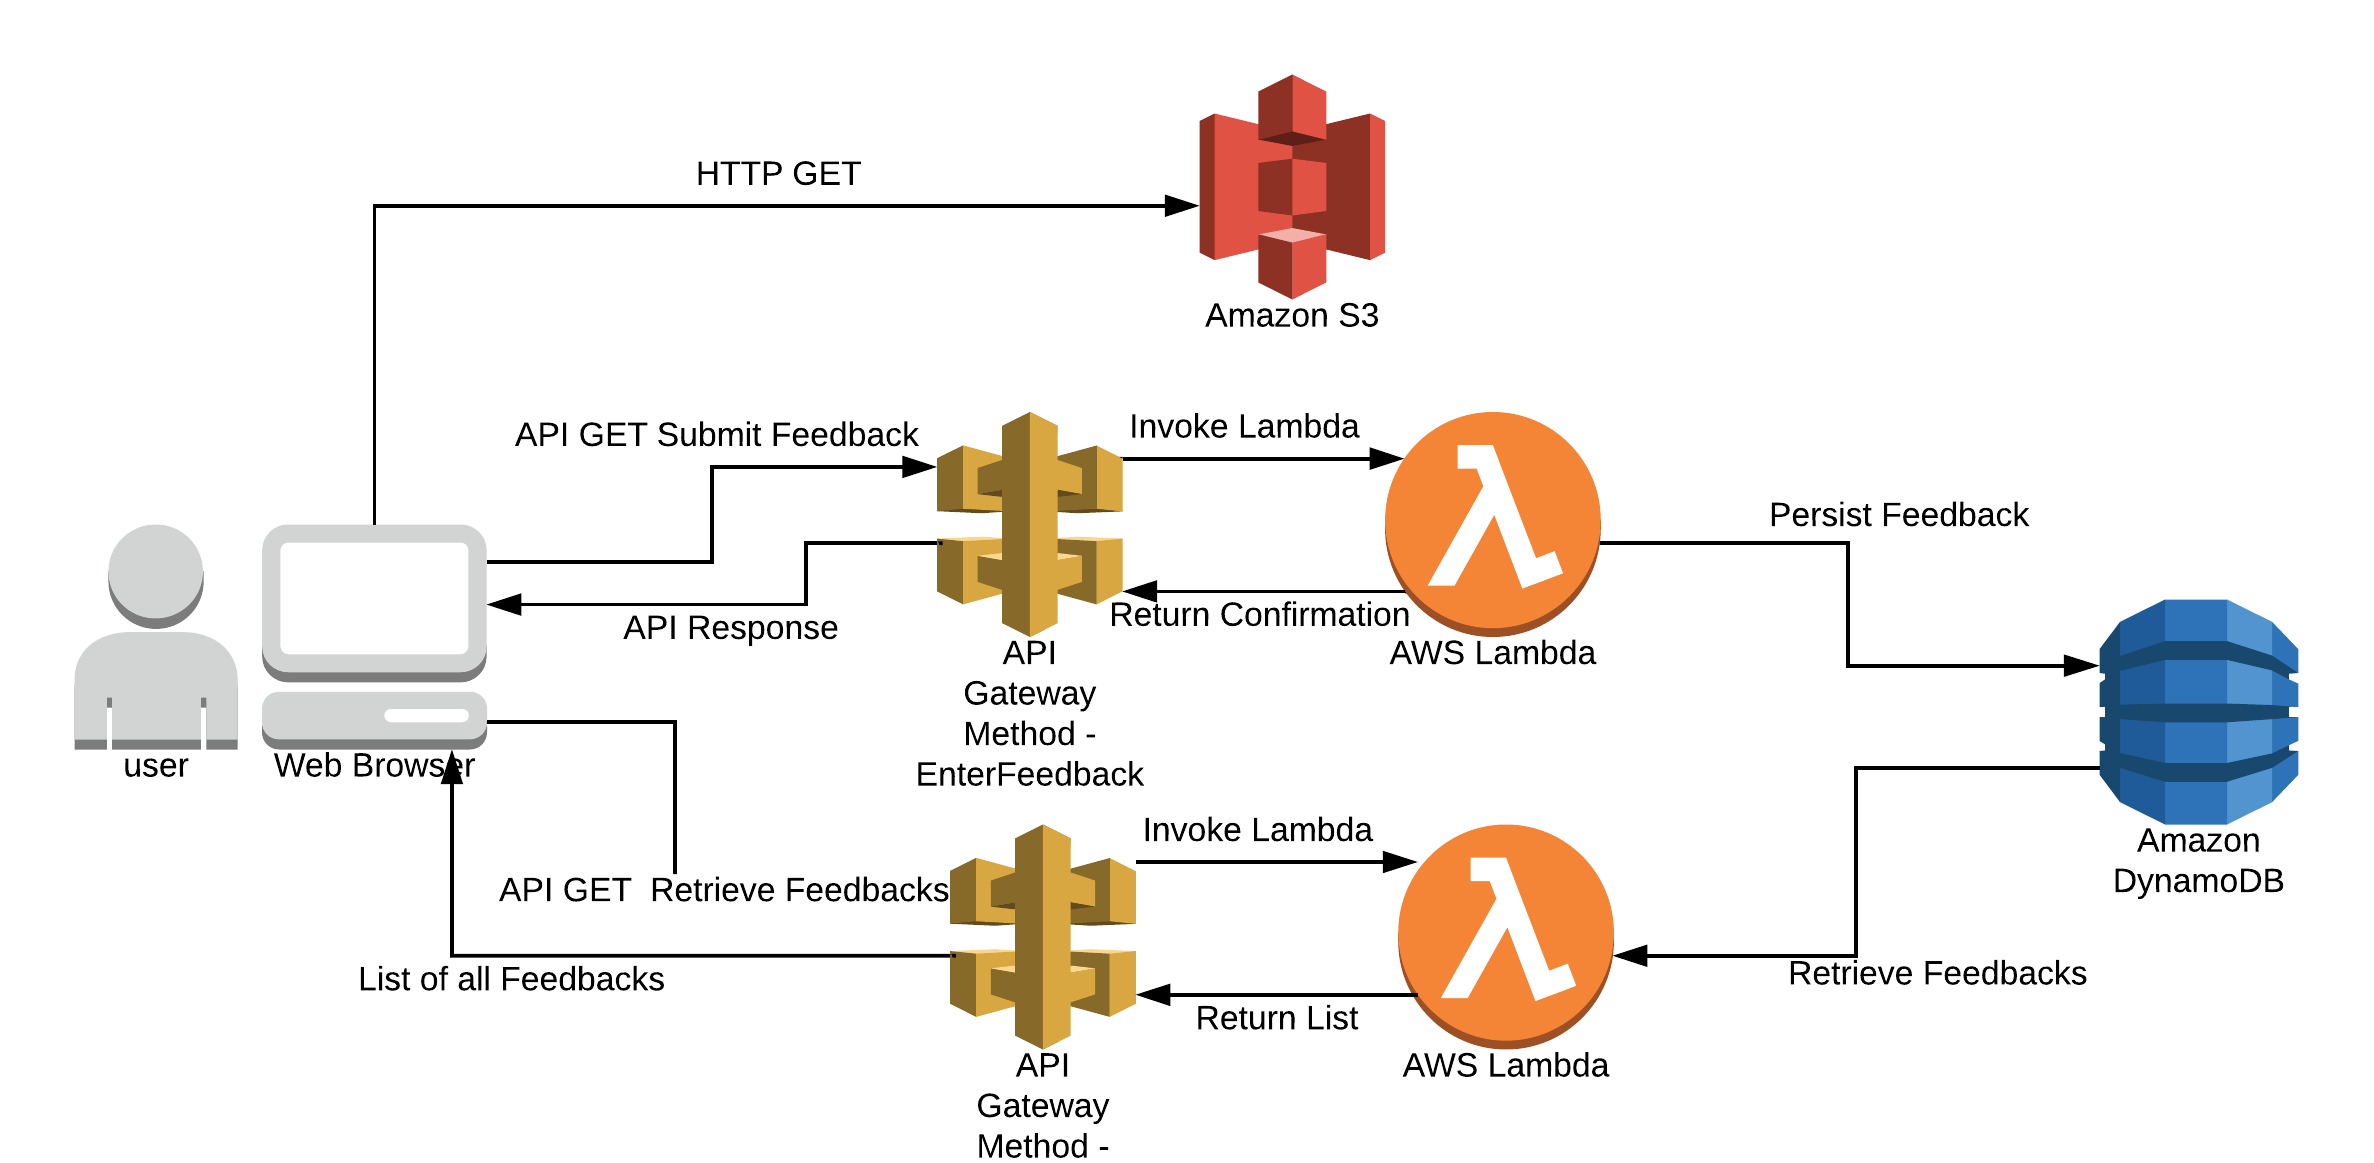 HTTP GET
Amazon S3
API GET Submit Feedback
Invoke Lambda
Persist Feedback
API Response
Return Confirmation
API
Gateway
Method -
EnterFeedback
AWS Lambda
user
Web Browser
Invoke Lambda
Amazon
DynamoDB
API GET  Retrieve Feedbacks
List of all Feedbacks
Retrieve Feedbacks
Return List
API
Gateway
Method -
AWS Lambda